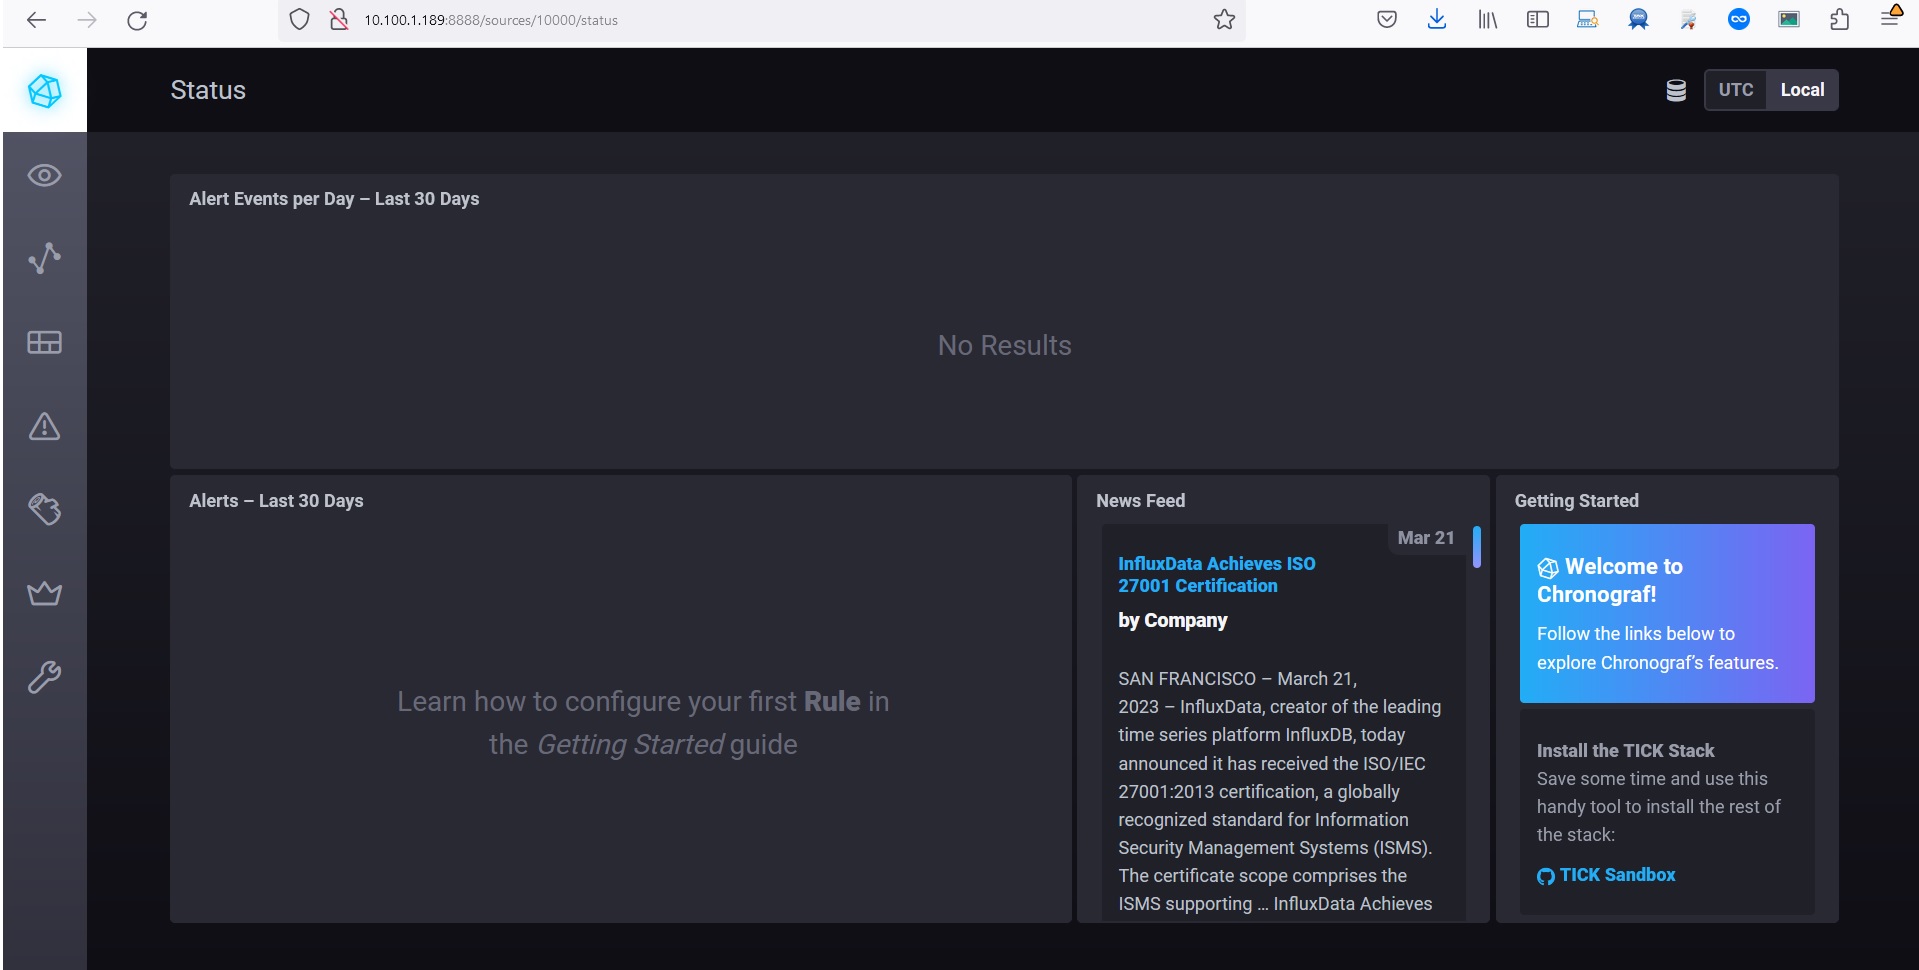 10.100.1.189:8888/sources/10000/status
Status
UTC
Local
Alert Events per Day – Last 30 Days
No Results
Alerts – Last 30 Days
Learn how to configure your first Rule in
the Getting Started guide
News Feed
Mar 21
InfluxData Achieves ISO
27001 Certification
by Company
SAN FRANCISCO – March 21,
2023 – InfluxData, creator of the leading
time series platform InfluxDB, today
announced it has received the ISO/IEC
27001:2013 certification, a globally
recognized standard for Information
Security Management Systems (ISMS).
The certificate scope comprises the
ISMS supporting ... InfluxData Achieves
Getting Started
Welcome to
Chronograf!
Follow the links below to
explore Chronograf’s features.
Install the TICK Stack
Save some time and use this
handy tool to install the rest of
the stack:
TICK Sandbox